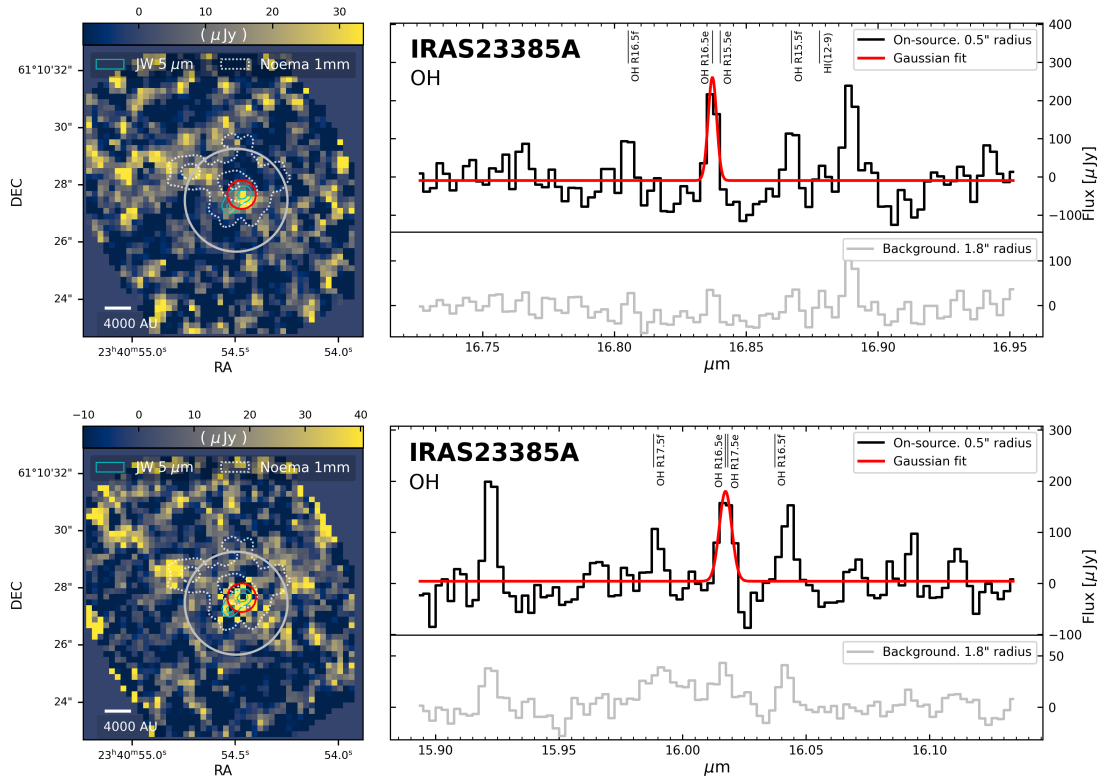 0 10 20 30
( μJy )
JW 5 μm Noema 1mm
61°10'32"
30"
28"
26"
24"
DEC
4000 AU
23ʰ40ᵐ55.0ˢ 54.5ˢ 54.0ˢ
RA
IRAS23385A
OH
OH R16.5f
OH R16.5e
OH R15.5e
OH R15.5f
HI(12-9)
On-source. 0.5" radius
Gaussian fit
400
300
200
100
0
−100
Flux [μJy]
Background. 1.8" radius
100
0
16.75 16.80 16.85 16.90 16.95
μm
−10 0 10 20 30 40
( μJy )
JW 5 μm Noema 1mm
61°10'32"
30"
28"
26"
24"
DEC
4000 AU
23ʰ40ᵐ55.0ˢ 54.5ˢ 54.0ˢ
RA
IRAS23385A
OH
OH R17.5f
OH R16.5e
OH R17.5e
OH R16.5f
On-source. 0.5" radius
Gaussian fit
300
200
100
0
−100
Flux [μJy]
Background. 1.8" radius
50
0
15.90 15.95 16.00 16.05 16.10
μm